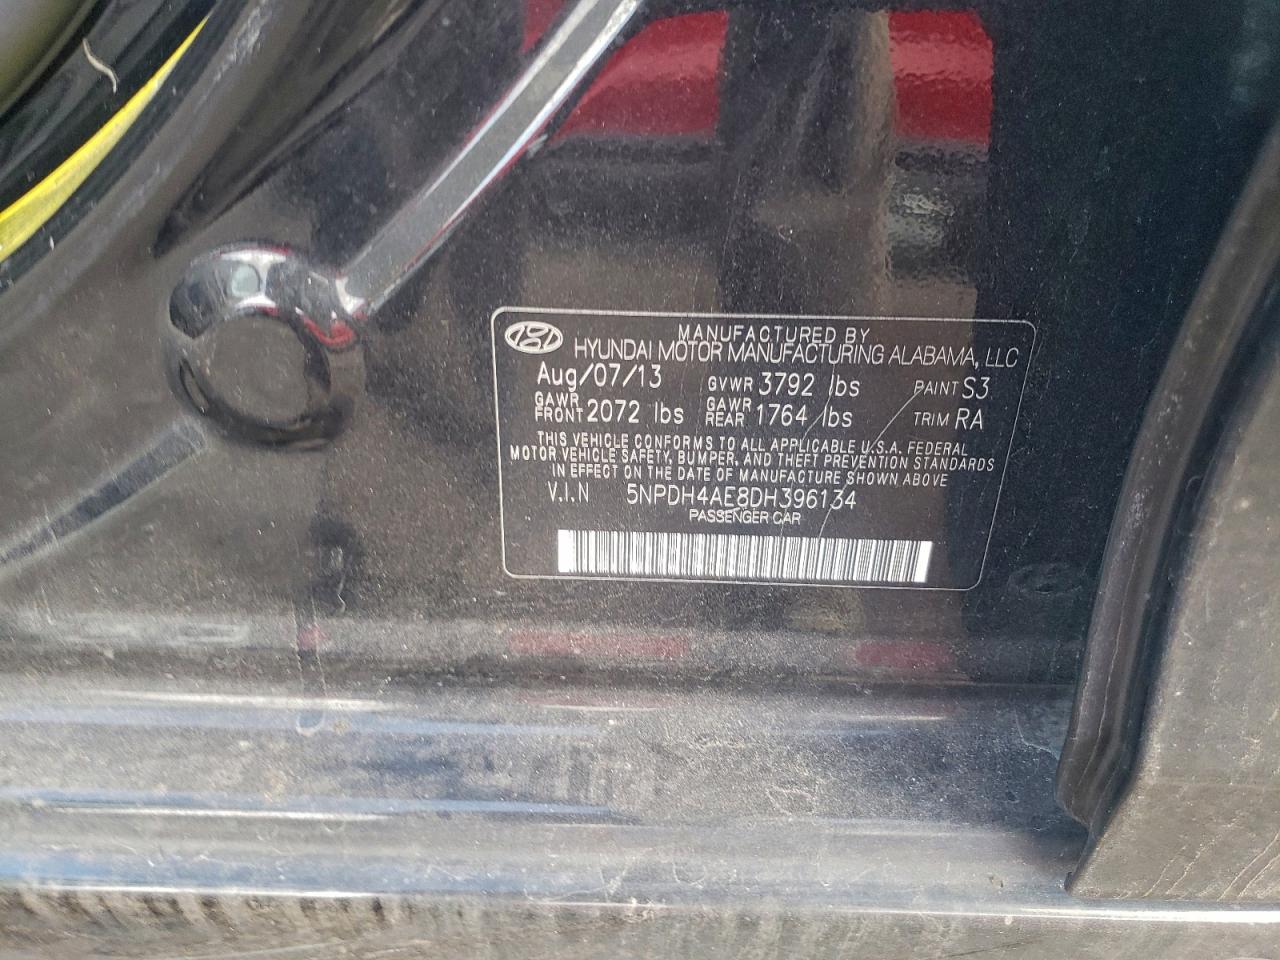 MANUFACTURED BY
HYUNDAI MOTOR MANUFACTURING ALABAMA, LLC
Aug/07/13 GVWR 3792 lbs PAINT S3
GAWR FRONT 2072 lbs GAWR REAR 1764 lbs TRIM RA
THIS VEHICLE CONFORMS TO ALL APPLICABLE U.S.A. FEDERAL
MOTOR VEHICLE SAFETY, BUMPER, AND THEFT PREVENTION STANDARDS
IN EFFECT ON THE DATE OF MANUFACTURE SHOWN ABOVE
V.I.N 5NPDH4AE8DH396134
PASSENGER CAR